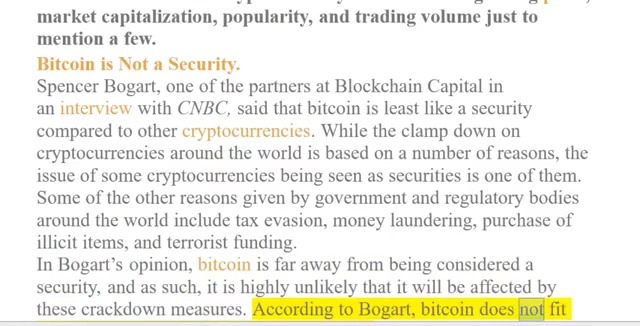 market capitalization, popularity, and trading volume just to
mention a few.
Bitcoin is Not a Security.
Spencer Bogart, one of the partners at Blockchain Capital in
an interview with CNBC, said that bitcoin is least like a security
compared to other cryptocurrencies. While the clamp down on
cryptocurrencies around the world is based on a number of reasons, the
issue of some cryptocurrencies being seen as securities is one of them.
Some of the other reasons given by government and regulatory bodies
around the world include tax evasion, money laundering, purchase of
illicit items, and terrorist funding.
In Bogart's opinion, bitcoin is far away from being considered a
security, and as such, it is highly unlikely that it will be affected by
these crackdown measures. According to Bogart, bitcoin does not fit